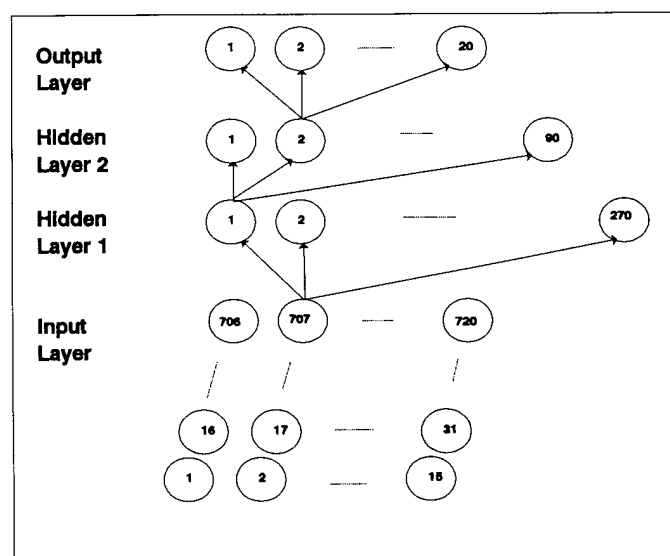 Output 1 2 20
Layer
Hidden 1 2 90
Layer 2
Hidden 1 2 270
Layer 1
Input 706 707 720
Layer
16 17 31
1 2 15